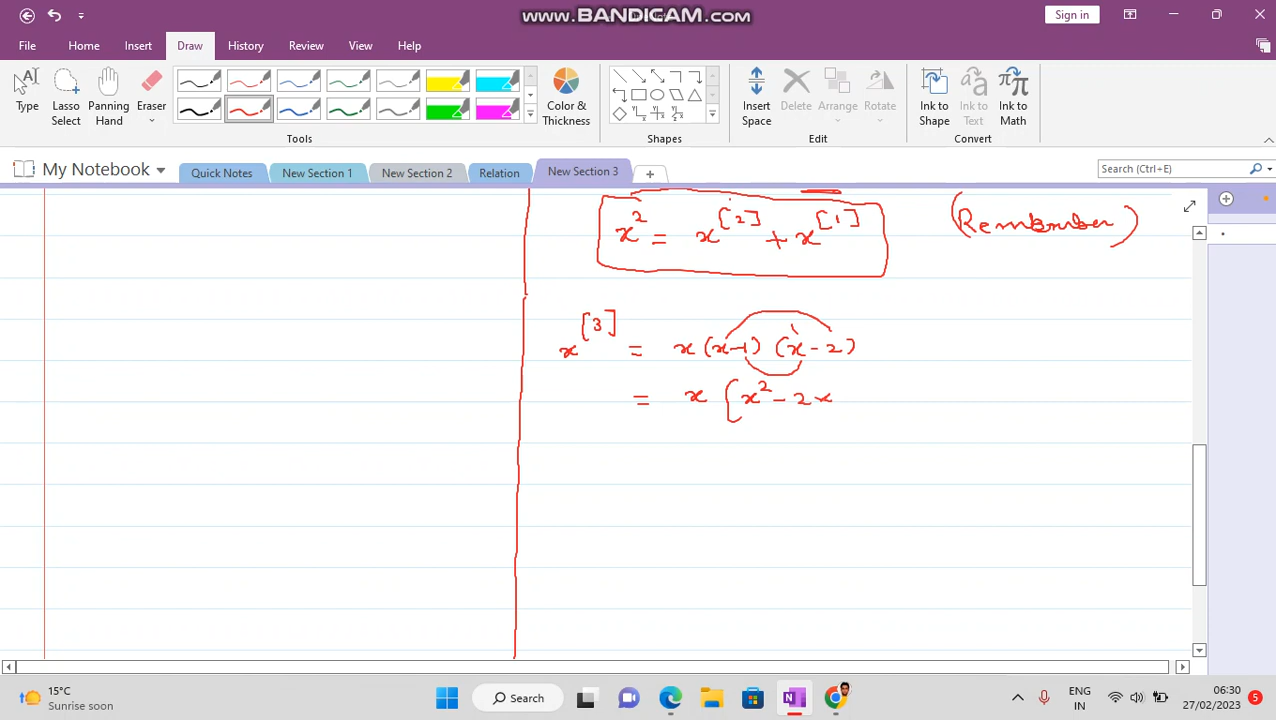 www.BANDICAM.com
Sign in
File Home Insert Draw History Review View Help
Type
Lasso Select
Panning Hand
Eraser
Color & Thickness
Insert Space
Delete
Arrange
Rotate
Ink to Shape
Ink to Text
Ink to Math
Tools
Shapes
Edit
Convert
My Notebook
Quick Notes
New Section 1
New Section 2
Relation
New Section 3
Search (Ctrl+E)
x² = x^[2] + x^[1] (Remember)
x^[3] = x (x-1) (x-2)
= x [x² - 2x
15°C
Sunrise soon
Search
ENG
IN
06:30
27/02/2023
5